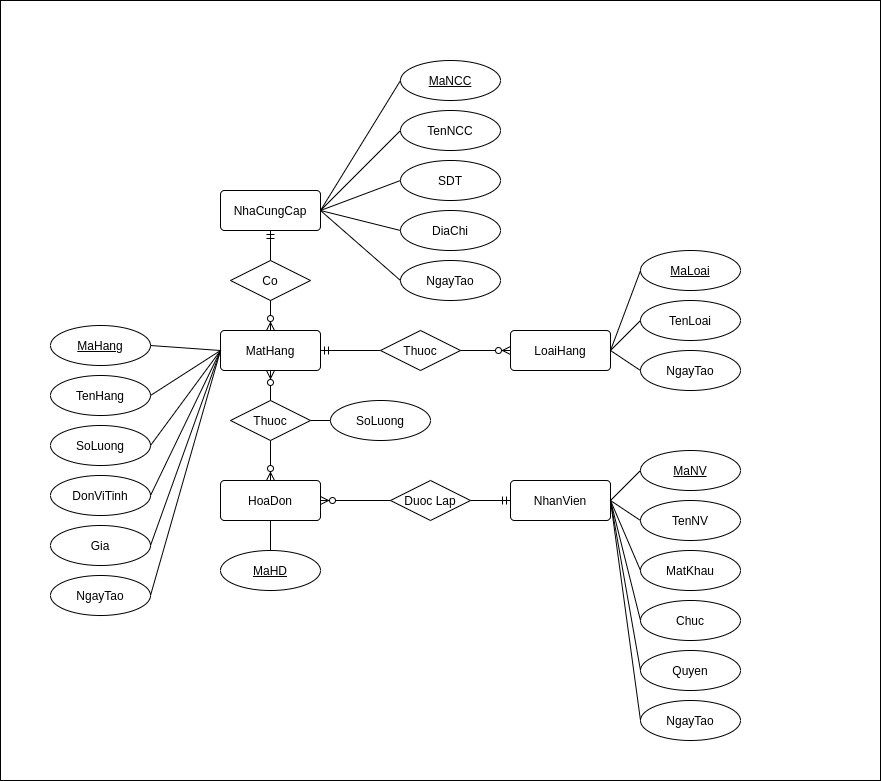 MaNCC
TenNCC
SDT
NhaCungCap
DiaChi
NgayTao
Co
MaLoai
TenLoai
NgayTao
MaHang
MatHang
Thuoc
LoaiHang
TenHang
SoLuong
DonViTinh
Gia
NgayTao
Thuoc
SoLuong
HoaDon
Duoc Lap
NhanVien
MaHD
MaNV
TenNV
MatKhau
Chuc
Quyen
NgayTao